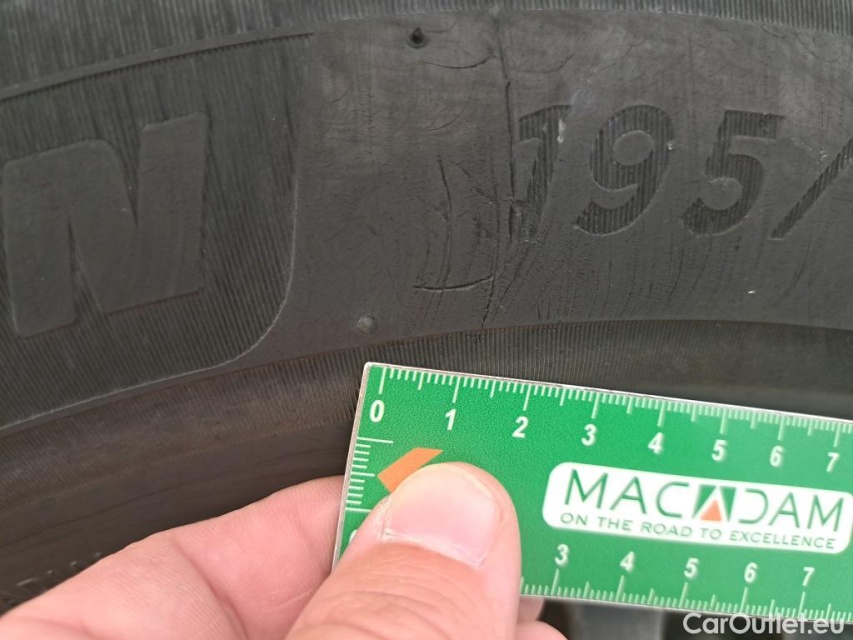 N 195/
0 1 2 3 4 5 6 7
MACADAM
ON THE ROAD TO EXCELLENCE
3 4 5 6 7
CarOutlet.eu